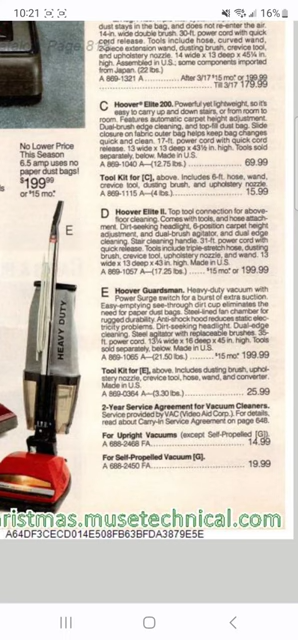 10:21
16%
dust stays in the bag, and does not re-enter the air.
14-in. wide double brush. 30-ft. power cord with quick
cord release. Tools include hose, curved wand,
2-piece extension wand, dusting brush, crevice tool,
and upholstery nozzle. 14 wide x 13 deep x 45¼ in.
high. Assembled in U.S.; some components imported
from Japan. (22 lbs.)
A 869-1321 A After 3/17 $15 mo* or 199.99
Till 3/17 179.99
C Hoover® Elite 200. Powerful yet lightweight, so it's
easy to carry up and down stairs, or from room to
room. Features automatic carpet height adjustment.
Dual-brush edge cleaning, and top-fill dust bag. Slide
closure on fabric outer bag helps keep bag changes
quick and clean. 17-ft. power cord with quick cord
release. 13 wide x 13 deep x 43½ in. high. Tools sold
separately, below. Made in U.S.
A 869-1040 A—(12.75 lbs.) 69.99
Tool Kit for [C], above. Includes 6-ft. hose, wand,
crevice tool, dusting brush, and upholstery nozzle.
A 869-1115 A—(4 lbs.) 15.99
D Hoover Elite II. Top tool connection for above-
floor cleaning. Comes with tools, and hose attach-
ment. Dirt-seeking headlight, 6-position carpet height
adjustment, and dual-brush agitator, and dual edge
cleaning. Stair cleaning handle. 31-ft. power cord with
quick release. Tools include triple-stretch hose, dusting
brush, crevice tool, upholstery nozzle, and wand. 13
wide x 13 deep x 43 in. high. Made in U.S.
A 869-1057 A—(17.25 lbs.) $15 mo* or 199.99
E Hoover Guardsman. Heavy-duty vacuum with
Power Surge switch for a burst of extra suction.
Easy-emptying see-through dirt cup eliminates the
need for paper dust bags. Steel-lined fan chamber for
rugged durability. Anti-shock hood reduces static elec-
tricity problems. Dirt-seeking headlight. Dual-edge
cleaning. Steel agitator with replaceable brushes. 35-
ft. power cord. 13¼ wide x 16 deep x 45 in. high. Tools
sold separately, below. Made in U.S.
A 869-1065 A—(21.50 lbs.) $15 mo* 199.99
Tool Kit for [E], above. Includes dusting brush, uphol-
stery nozzle, crevice tool, hose, wand, and converter.
Made in U.S.
A 869-0364 A—(3.30 lbs.) 25.99
2-Year Service Agreement for Vacuum Cleaners.
Service provided by VAC (Video Aid Corp.). For details,
read about Carry-In Service Agreement on page 648.
For Upright Vacuums (except Self-Propelled [G]).
A 688-2468 FA 14.99
For Self-Propelled Vacuum [G].
A 688-2450 FA 19.99
No Lower Price
This Season
6.5 amp uses no
paper dust bags!
$199⁹⁹
or $15 mo.*
E
HEAVY DUTY
ristmas.musetechnical.com
A64DF3CECD014E508FB63BFDA3879E5E